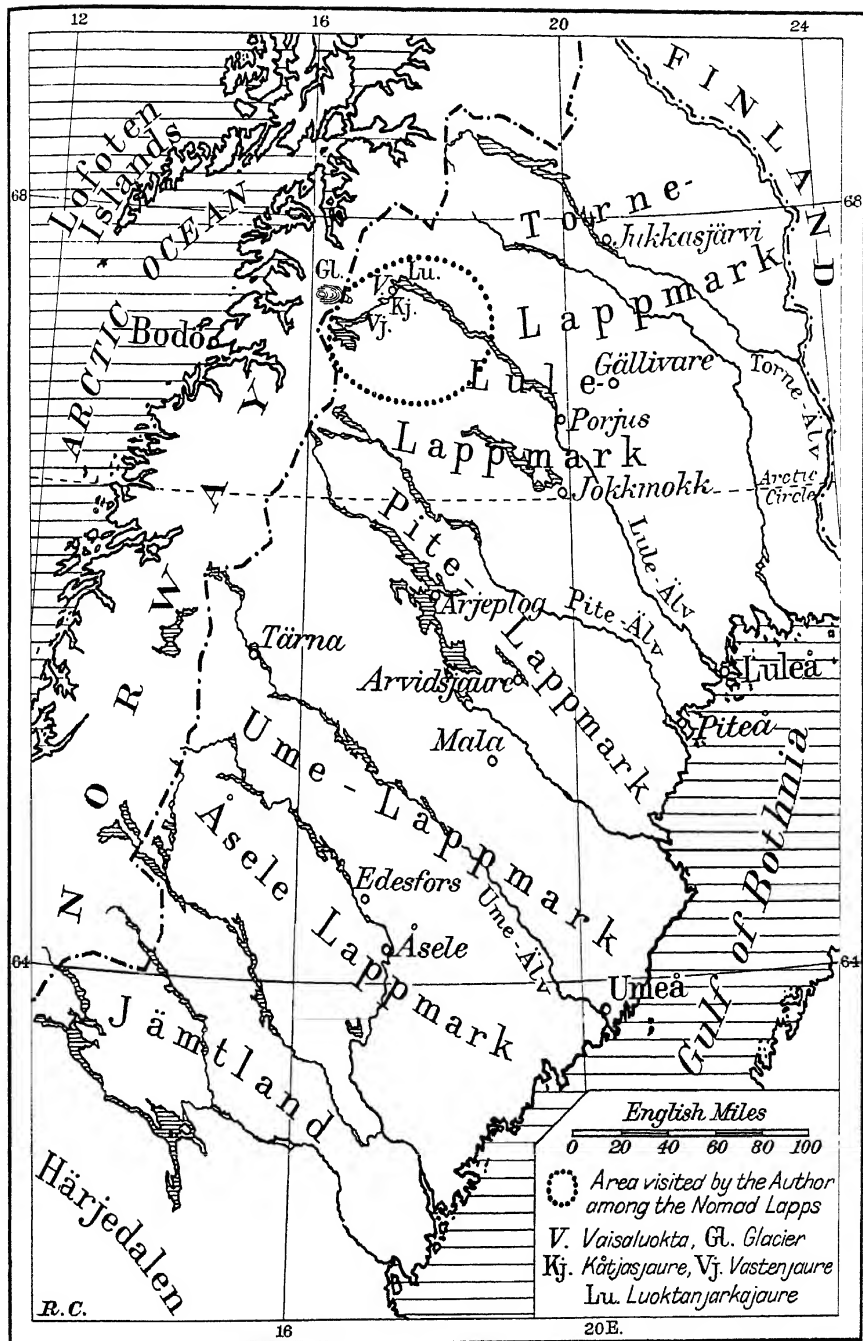 12 16 20 24
FINLAND
Lofoten
Islands
68 68
ARCTIC OCEAN
Torne-
Jukkasjärvi
Lappmark
Gl. Lu.
V.
Kj.
Vj.
Bodö
Gällivare
Lule-
Torne-Älv
Porjus
Lappmark
Arctic
Circle
Jokkmokk
ARCTIC
NORWAY
Pite-
Lappmark
Lule-Älv
Arjeplog
Pite-Älv
Tärna
Luleå
Arvidsjaure
Piteå
Mala
Ume-Lappmark
Åsele Lappmark
Gulf of Bothnia
Edesfors
Ume-Älv
Åsele
64 64
Umeå
Jämtland
Härjedalen
English Miles
0 20 40 60 80 100
Area visited by the Author
among the Nomad Lapps
V. Vaisaluokta, Gl. Glacier
Kj. Kåtjasjaure, Vj. Vastenjaure
Lu. Luoktanjarkajaure
R.C.
16 20E.